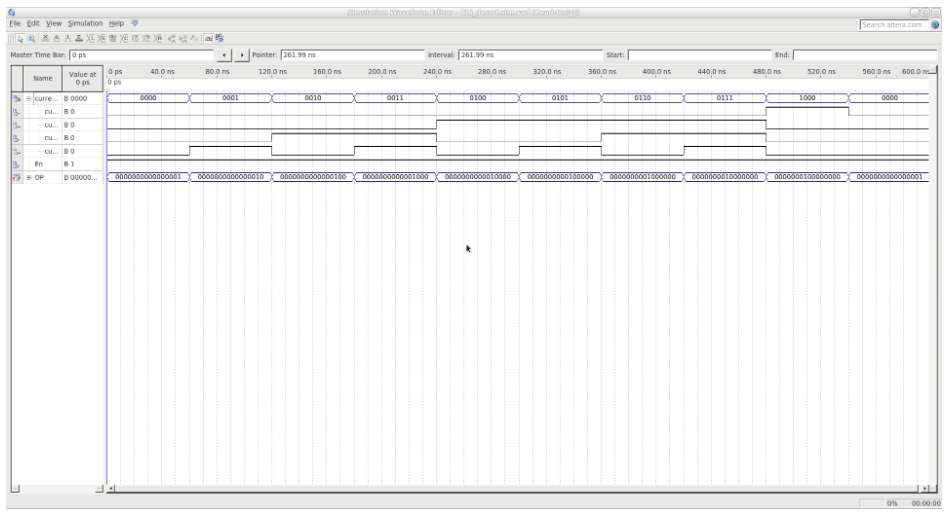 File Edit View Simulation Help
Search altera.com
Master Time Bar: 0 ps Pointer: 261.99 ns Interval: 261.99 ns Start: End:
Name Value at 0 ps
0 ps 40.0 ns 80.0 ns 120.0 ns 160.0 ns 200.0 ns 240.0 ns 280.0 ns 320.0 ns 360.0 ns 400.0 ns 440.0 ns 480.0 ns 520.0 ns 560.0 ns 600.0 ns
0 ps
curre... B 0000 0000 0001 0010 0011 0100 0101 0110 0111 1000 0000
cu... B 0
cu... B 0
cu... B 0
cu... B 0
En B 1
OP B 00000... 0000000000000001 0000000000000010 0000000000000100 0000000000001000 0000000000010000 0000000000100000 0000000001000000 0000000010000000 0000000100000000 0000000000000001
0% 00:00:00